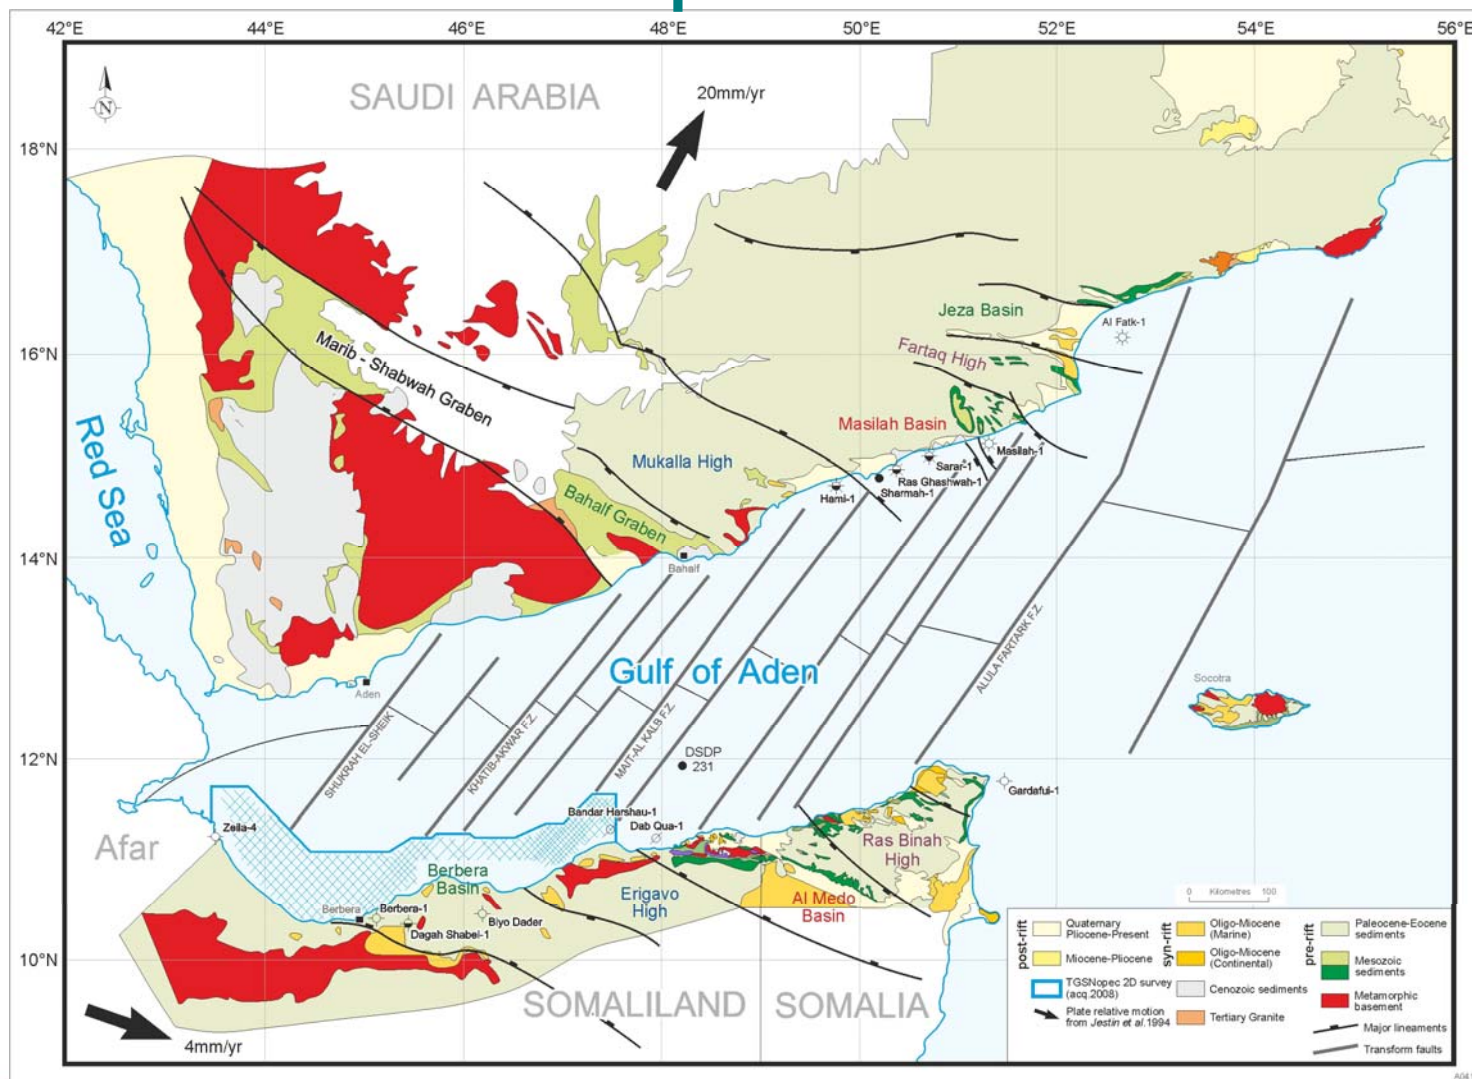 42°E
44°E
46°E
48°E
50°E
52°E
54°E
56°E
18°N
16°N
14°N
12°N
10°N
N
SAUDI ARABIA
20mm/yr
Red Sea
Marib - Shabwah Graben
Mukalla High
Bahalf Graben
Bahalf
Aden
Jeza Basin
Fartaq High
Masilah Basin
Al Fatk-1
Masilah-1
Sarar-1
Ras Ghashwah-1
Sharmah-1
Hami-1
Gulf of Aden
SHUKRAH EL-SHEIK
KHATIB-AKWAR F.Z.
MAIT-AL KALB F.Z.
ALULA FARTARK F.Z.
Socotra
DSDP
231
Gardafui-1
Bandar Harshau-1
Dab Qua-1
Zeila-4
Afar
Berbera
Basin
Berbera
Berbera-1
Dagah Shabel-1
Biyo Dader
Erigavo
High
Al Medo
Basin
Ras Binah
High
SOMALILAND
SOMALIA
4mm/yr
0 Kilometres 100
post-rift
Quaternary
Pliocene-Present
Miocene-Pliocene
TGSNopec 2D survey
(acq.2008)
Plate relative motion
from Jestin et al.1994
syn-rift
Oligo-Miocene
(Marine)
Oligo-Miocene
(Continental)
Cenozoic sediments
Tertiary Granite
pre-rift
Paleocene-Eocene
sediments
Mesozoic
sediments
Metamorphic
basement
Major lineaments
Transform faults